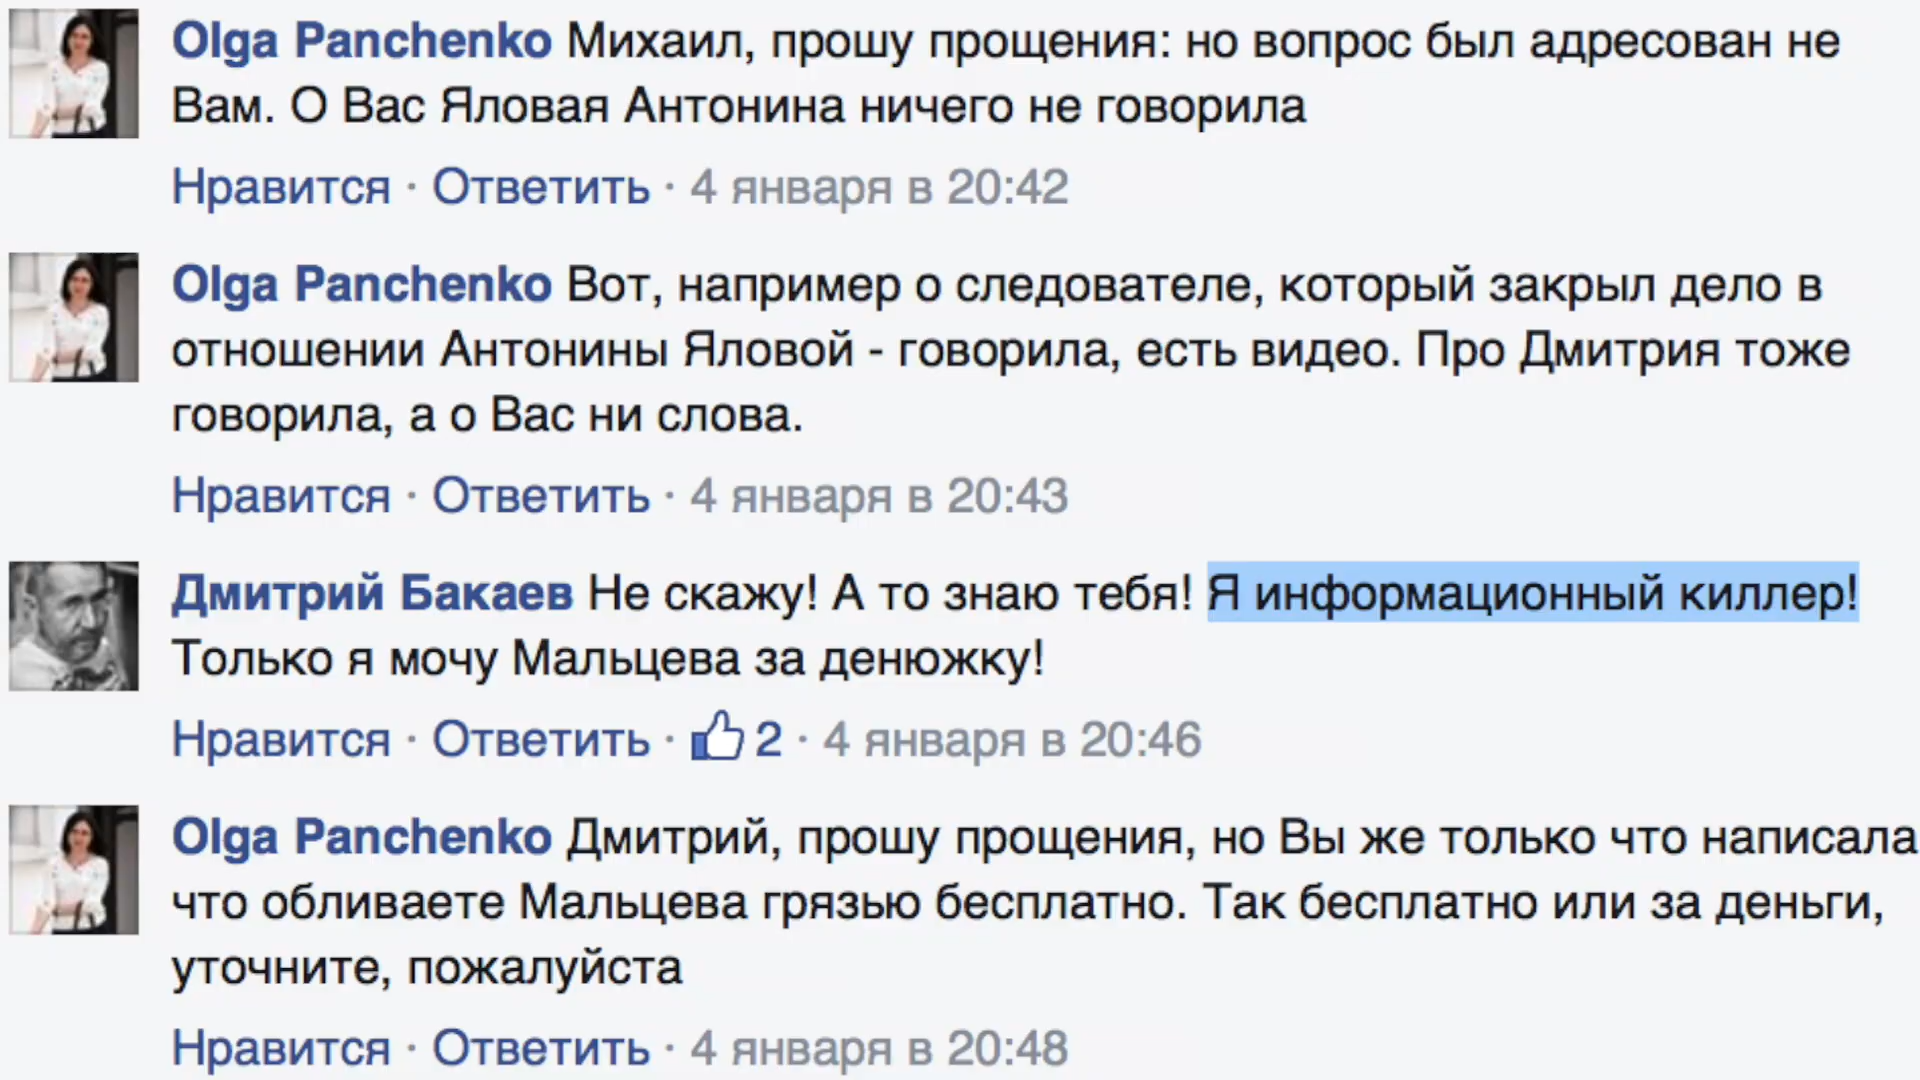 Olga Panchenko Михаил, прошу прощения: но вопрос был адресован не
Вам. О Вас Яловая Антонина ничего не говорила
Нравится · Ответить · 4 января в 20:42
Olga Panchenko Вот, например о следователе, который закрыл дело в
отношении Антонины Яловой - говорила, есть видео. Про Дмитрия тоже
говорила, а о Вас ни слова.
Нравится · Ответить · 4 января в 20:43
Дмитрий Бакаев Не скажу! А то знаю тебя! Я информационный киллер!
Только я мочу Мальцева за денюжку!
Нравится · Ответить · 2 · 4 января в 20:46
Olga Panchenko Дмитрий, прошу прощения, но Вы же только что написала
что обливаете Мальцева грязью бесплатно. Так бесплатно или за деньги,
уточните, пожалуйста
Нравится · Ответить · 4 января в 20:48